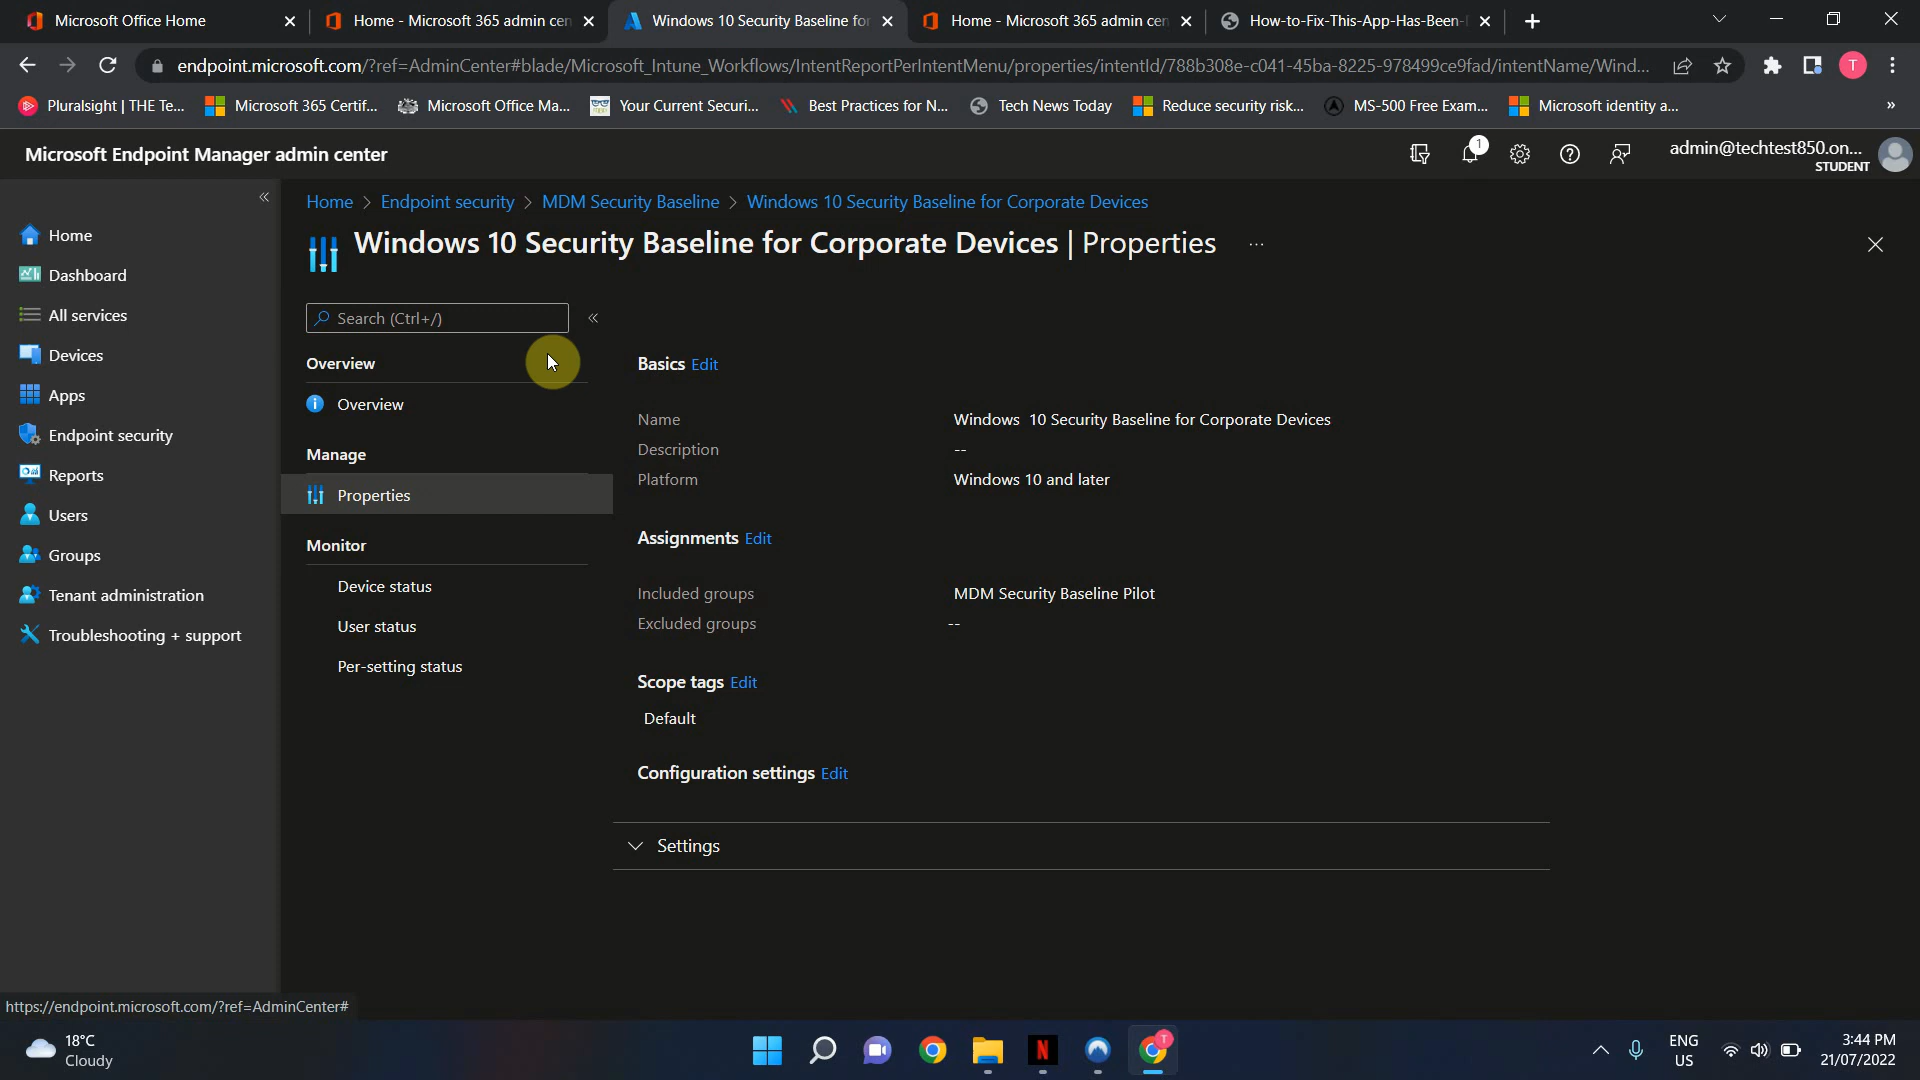 Microsoft Office Home
Home - Microsoft 365 admin cen
Windows 10 Security Baseline for
Home - Microsoft 365 admin cen
How-to-Fix-This-App-Has-Been-
endpoint.microsoft.com/?ref=AdminCenter#blade/Microsoft_Intune_Workflows/IntentReportPerIntentMenu/properties/intentId/788b308e-c041-45ba-8225-978499ce9fad/intentName/Wind...
T
Pluralsight | THE Te...
Microsoft 365 Certif...
Microsoft Office Ma...
Your Current Securi...
Best Practices for N...
Tech News Today
Reduce security risk...
MS-500 Free Exam...
Microsoft identity a...
»
Microsoft Endpoint Manager admin center
1
admin@techtest850.on...
STUDENT
«
Home
Dashboard
All services
Devices
Apps
Endpoint security
Reports
Users
Groups
Tenant administration
Troubleshooting + support
Home > Endpoint security > MDM Security Baseline > Windows 10 Security Baseline for Corporate Devices
Windows 10 Security Baseline for Corporate Devices | Properties ...
Search (Ctrl+/)
«
Overview
Overview
Manage
Properties
Monitor
Device status
User status
Per-setting status
Basics Edit
Name Windows 10 Security Baseline for Corporate Devices
Description --
Platform Windows 10 and later
Assignments Edit
Included groups MDM Security Baseline Pilot
Excluded groups --
Scope tags Edit
Default
Configuration settings Edit
Settings
https://endpoint.microsoft.com/?ref=AdminCenter#
18°C
Cloudy
N
T
ENG
US
3:44 PM
21/07/2022